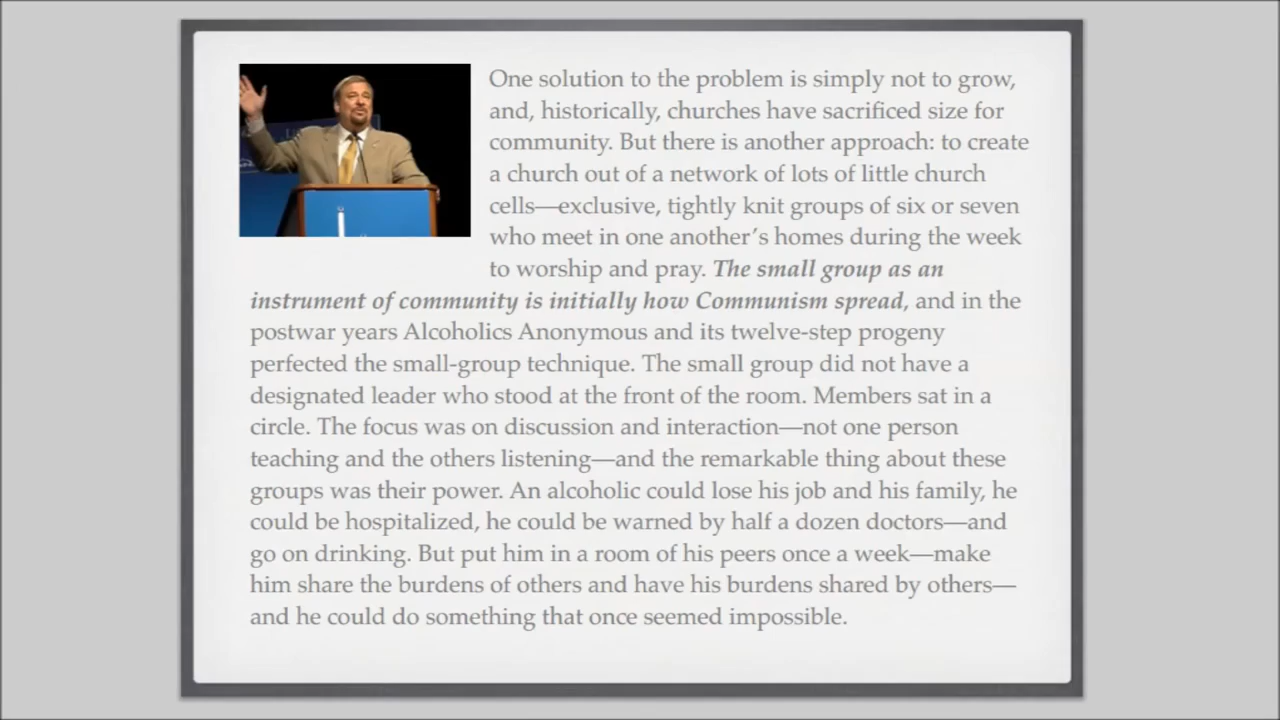 One solution to the problem is simply not to grow,
and, historically, churches have sacrificed size for
community. But there is another approach: to create
a church out of a network of lots of little church
cells—exclusive, tightly knit groups of six or seven
who meet in one another’s homes during the week
to worship and pray. The small group as an
instrument of community is initially how Communism spread, and in the
postwar years Alcoholics Anonymous and its twelve-step progeny
perfected the small-group technique. The small group did not have a
designated leader who stood at the front of the room. Members sat in a
circle. The focus was on discussion and interaction—not one person
teaching and the others listening—and the remarkable thing about these
groups was their power. An alcoholic could lose his job and his family, he
could be hospitalized, he could be warned by half a dozen doctors—and
go on drinking. But put him in a room of his peers once a week—make
him share the burdens of others and have his burdens shared by others—
and he could do something that once seemed impossible.